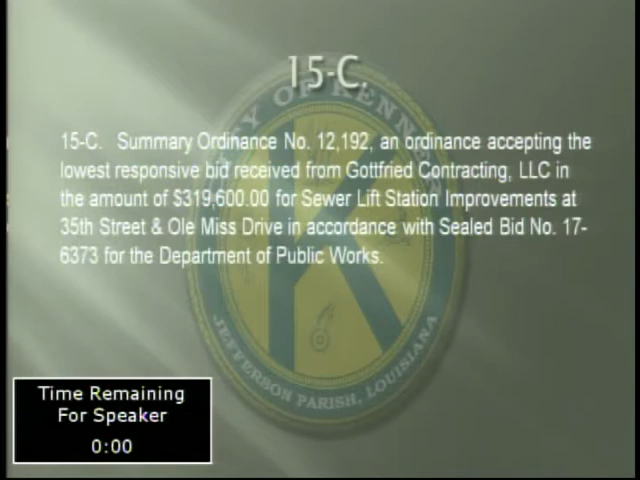 15-C.
CITY OF KENNER
15-C. Summary Ordinance No. 12,192, an ordinance accepting the
lowest responsive bid received from Gottfried Contracting, LLC in
the amount of $319,600.00 for Sewer Lift Station Improvements at
35th Street & Ole Miss Drive in accordance with Sealed Bid No. 17-
6373 for the Department of Public Works.
JEFFERSON PARISH, LOUISIANA
Time Remaining
For Speaker
0:00